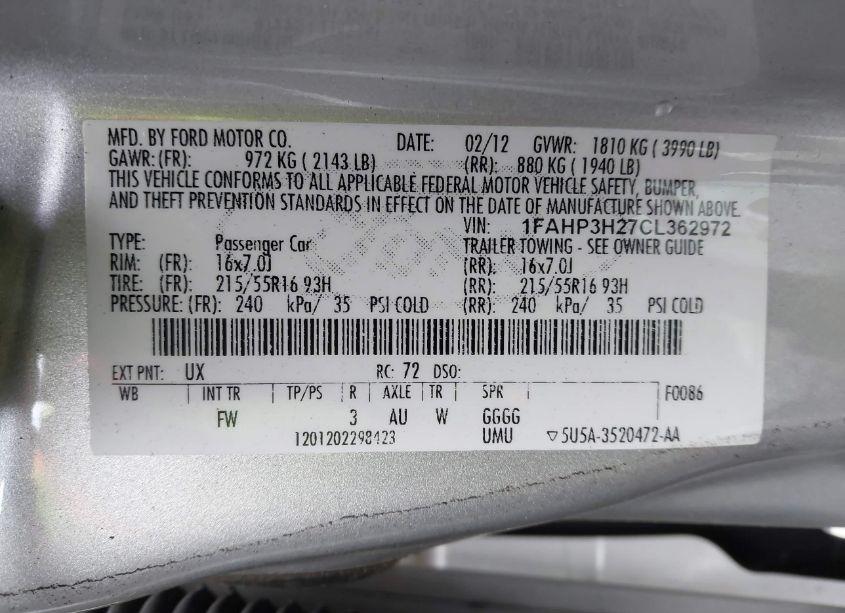 MFD. BY FORD MOTOR CO. DATE: 02/12 GVWR: 1810 KG ( 3990 LB)
GAWR: (FR): 972 KG ( 2143 LB) (RR): 880 KG ( 1940 LB)
THIS VEHICLE CONFORMS TO ALL APPLICABLE FEDERAL MOTOR VEHICLE SAFETY, BUMPER,
AND THEFT PREVENTION STANDARDS IN EFFECT ON THE DATE OF MANUFACTURE SHOWN ABOVE.
VIN: 1FAHP3H27CL362972
TYPE: Passenger Car TRAILER TOWING - SEE OWNER GUIDE
RIM: (FR): 16x7.0J (RR): 16x7.0J
TIRE: (FR): 215/55R16 93H (RR): 215/55R16 93H
PRESSURE: (FR): 240 kPa/ 35 PSI COLD (RR): 240 kPa/ 35 PSI COLD
EXT PNT: UX RC: 72 DSO:
WB INT TR TP/PS R AXLE TR SPR F0086
FW 3 AU W GGGG
1201202298423 UMU ▽ 5U5A-3520472-AA